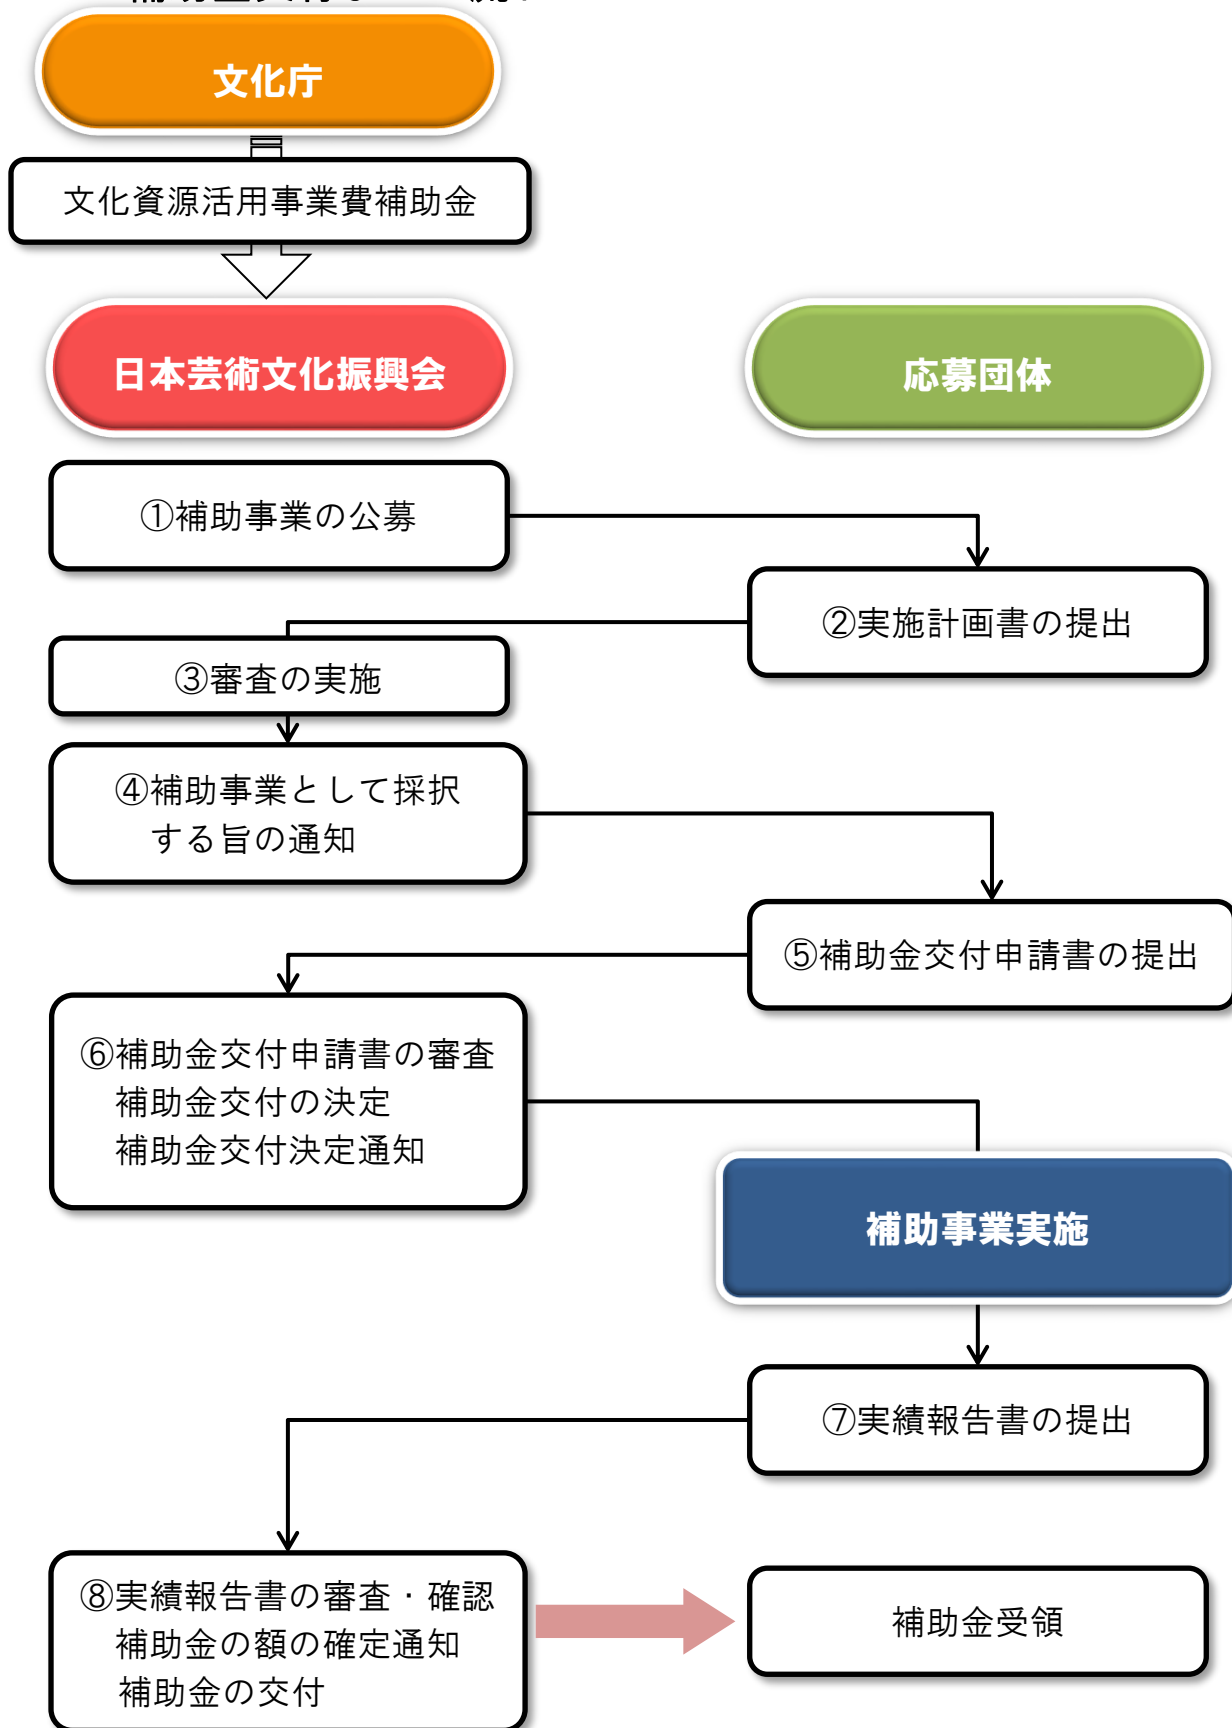 文化庁
文化資源活用事業費補助金
日本芸術文化振興会
応募団体
①補助事業の公募
②実施計画書の提出
③審査の実施
④補助事業として採択
する旨の通知
⑤補助金交付申請書の提出
⑥補助金交付申請書の審査
補助金交付の決定
補助金交付決定通知
補助事業実施
⑦実績報告書の提出
⑧実績報告書の審査・確認
補助金の額の確定通知
補助金の交付
補助金受領